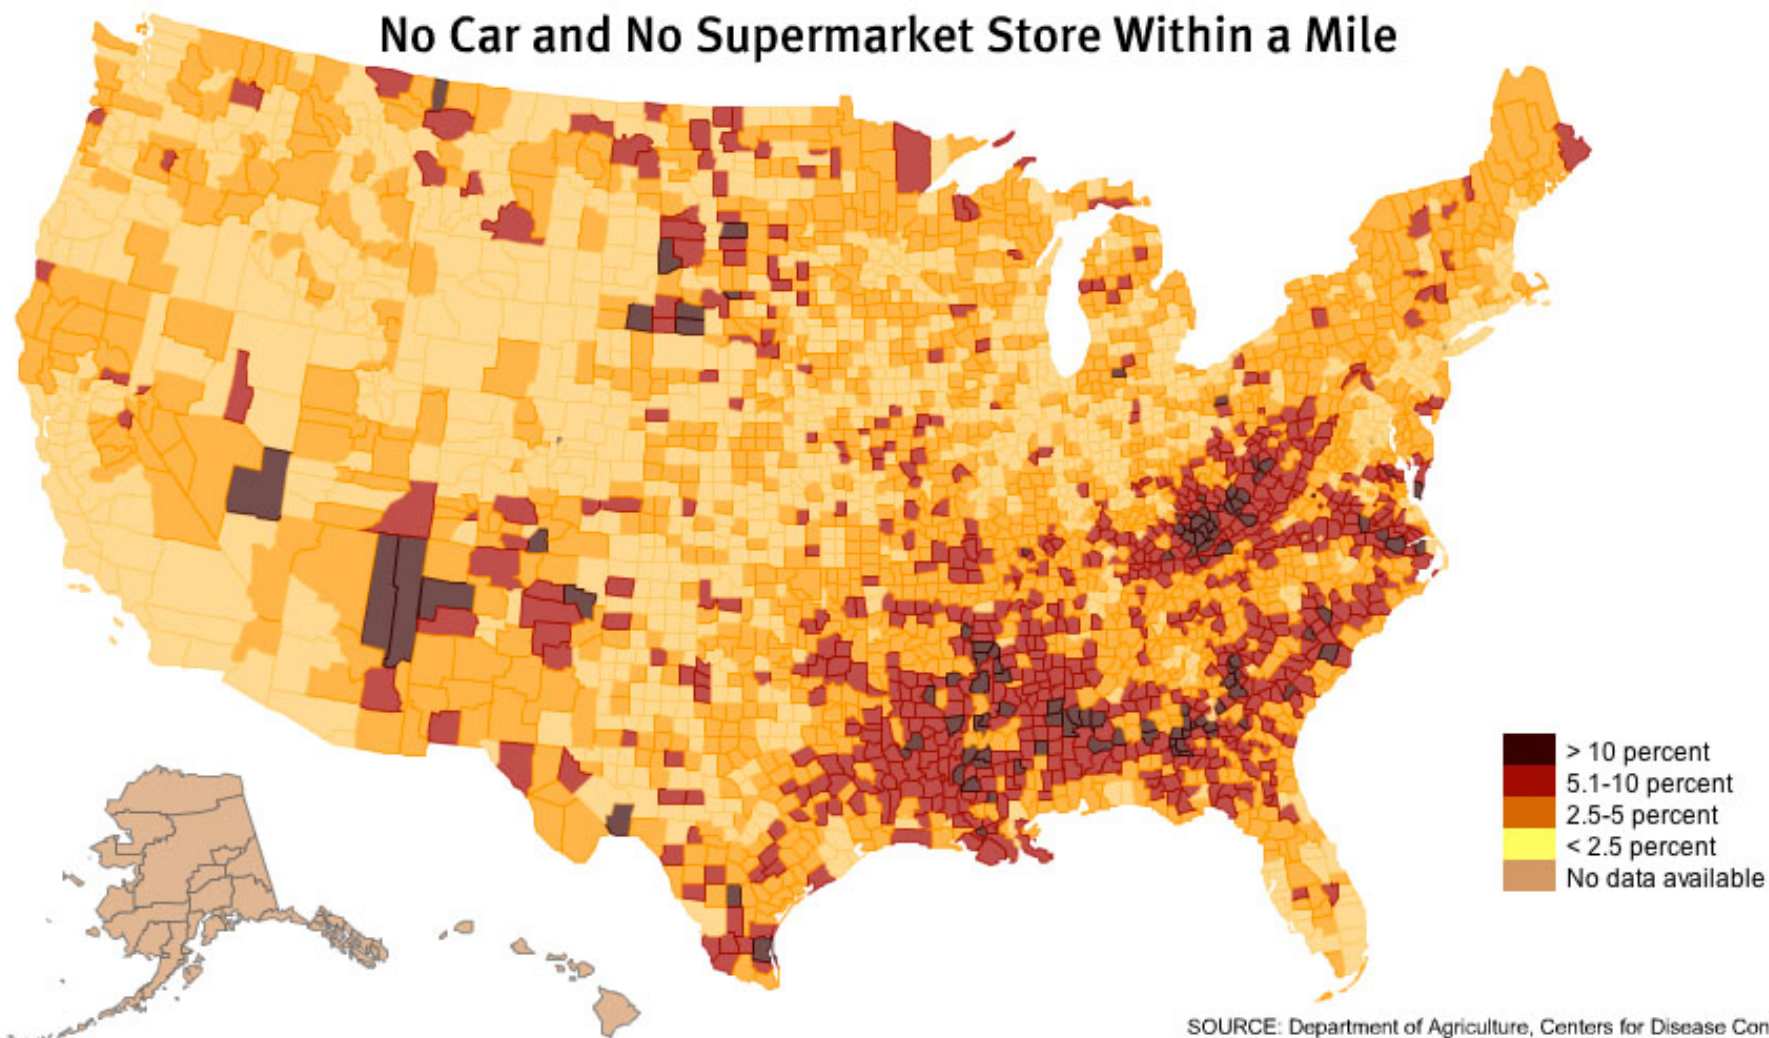 No Car and No Supermarket Store Within a Mile
> 10 percent
5.1-10 percent
2.5-5 percent
< 2.5 percent
No data available
SOURCE: Department of Agriculture, Centers for Disease Con